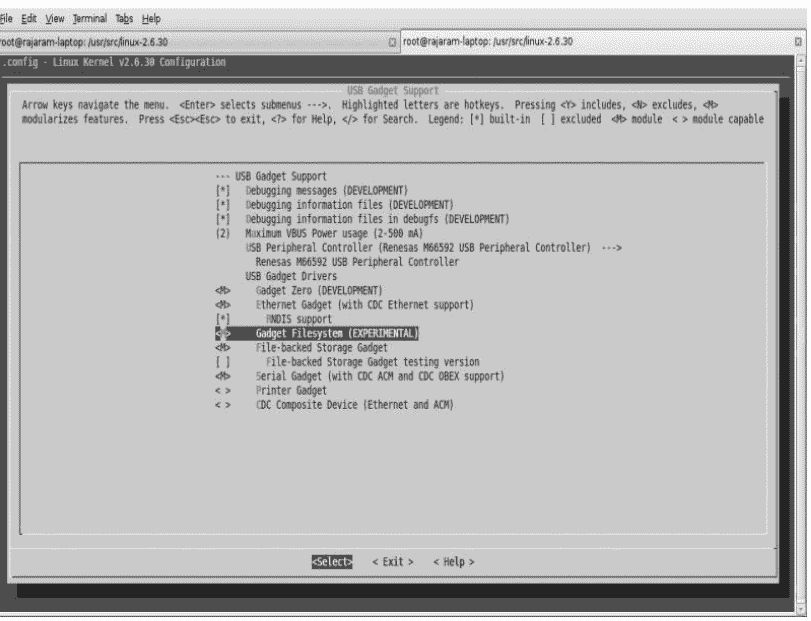 File Edit View Terminal Tabs Help
root@rajaram-laptop: /usr/src/linux-2.6.30 root@rajaram-laptop: /usr/src/linux-2.6.30
.config - Linux Kernel v2.6.30 Configuration
USB Gadget Support
Arrow keys navigate the menu. <Enter> selects submenus --->. Highlighted letters are hotkeys. Pressing <Y> includes, <N> excludes, <M>
modularizes features. Press <Esc><Esc> to exit, <?> for Help, </> for Search. Legend: [*] built-in [ ] excluded <M> module < > module capable
--- USB Gadget Support
[*] Debugging messages (DEVELOPMENT)
[*] Debugging information files (DEVELOPMENT)
[*] Debugging information files in debugfs (DEVELOPMENT)
(2) Maximum VBUS Power usage (2-500 mA)
USB Peripheral Controller (Renesas M66592 USB Peripheral Controller) --->
Renesas M66592 USB Peripheral Controller
USB Gadget Drivers
<M> Gadget Zero (DEVELOPMENT)
<M> Ethernet Gadget (with CDC Ethernet support)
[*] RNDIS support
Gadget Filesystem (EXPERIMENTAL)
<M> File-backed Storage Gadget
[ ] File-backed Storage Gadget testing version
<M> Serial Gadget (with CDC ACM and CDC OBEX support)
< > Printer Gadget
< > CDC Composite Device (Ethernet and ACM)
<Select> < Exit > < Help >